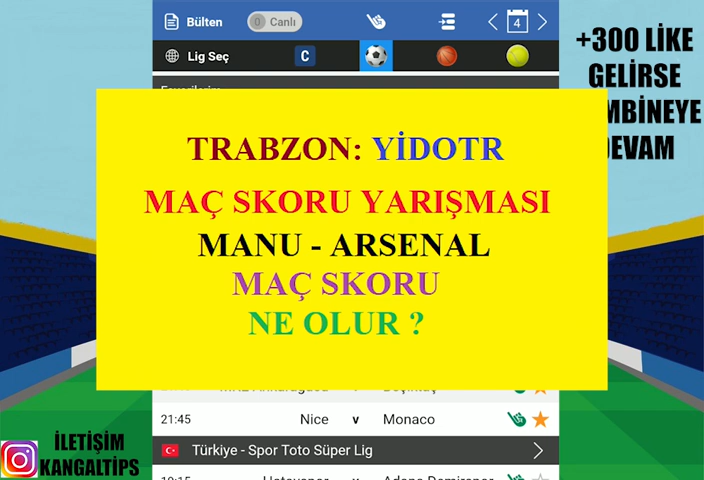 Bülten
0 Canlı
4
Lig Seç
C
+300 LİKE
GELİRSE
DEVAM
TRABZON: YİDOTR
MAÇ SKORU YARIŞMASI
MANU - ARSENAL
MAÇ SKORU
NE OLUR ?
21:45 Nice v Monaco
Türkiye - Spor Toto Süper Lig
İLETİŞİM
KANGALTIPS